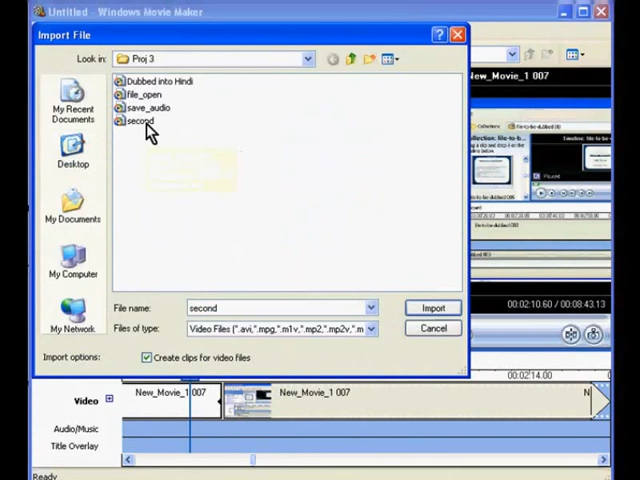 Untitled - Windows Movie Maker
Import File
Look in:
Proj 3
My Recent Documents
Desktop
My Documents
My Computer
My Network
Dubbed into Hindi
file_open
save_audio
second
File name:
second
Import
Files of type:
Video Files (*.avi,*.mpg,*.m1v,*.mp2,*.mp2v,*.m
Cancel
Import options:
Create clips for video files
New_Movie_1 007
Collections
Paused
00:02:10.60 / 00:08:43.13
00:02:14.00
Video
New_Movie_1 007
New_Movie_1 007
N
Audio/Music
Title Overlay
Ready